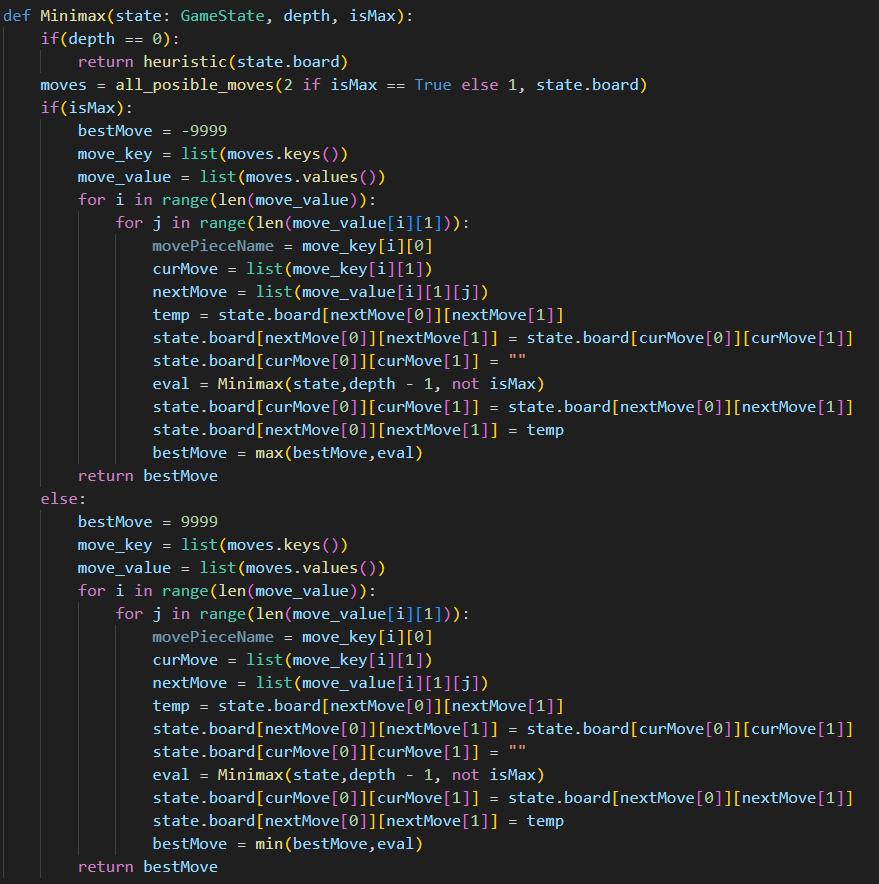 def Minimax(state: GameState, depth, isMax):
    if(depth == 0):
        return heuristic(state.board)
    moves = all_posible_moves(2 if isMax == True else 1, state.board)
    if(isMax):
        bestMove = -9999
        move_key = list(moves.keys())
        move_value = list(moves.values())
        for i in range(len(move_value)):
            for j in range(len(move_value[i][1])):
                movePieceName = move_key[i][0]
                curMove = list(move_key[i][1])
                nextMove = list(move_value[i][1][j])
                temp = state.board[nextMove[0]][nextMove[1]]
                state.board[nextMove[0]][nextMove[1]] = state.board[curMove[0]][curMove[1]]
                state.board[curMove[0]][curMove[1]] = ""
                eval = Minimax(state,depth - 1, not isMax)
                state.board[curMove[0]][curMove[1]] = state.board[nextMove[0]][nextMove[1]]
                state.board[nextMove[0]][nextMove[1]] = temp
                bestMove = max(bestMove,eval)
        return bestMove
    else:
        bestMove = 9999
        move_key = list(moves.keys())
        move_value = list(moves.values())
        for i in range(len(move_value)):
            for j in range(len(move_value[i][1])):
                movePieceName = move_key[i][0]
                curMove = list(move_key[i][1])
                nextMove = list(move_value[i][1][j])
                temp = state.board[nextMove[0]][nextMove[1]]
                state.board[nextMove[0]][nextMove[1]] = state.board[curMove[0]][curMove[1]]
                state.board[curMove[0]][curMove[1]] = ""
                eval = Minimax(state,depth - 1, not isMax)
                state.board[curMove[0]][curMove[1]] = state.board[nextMove[0]][nextMove[1]]
                state.board[nextMove[0]][nextMove[1]] = temp
                bestMove = min(bestMove,eval)
        return bestMove